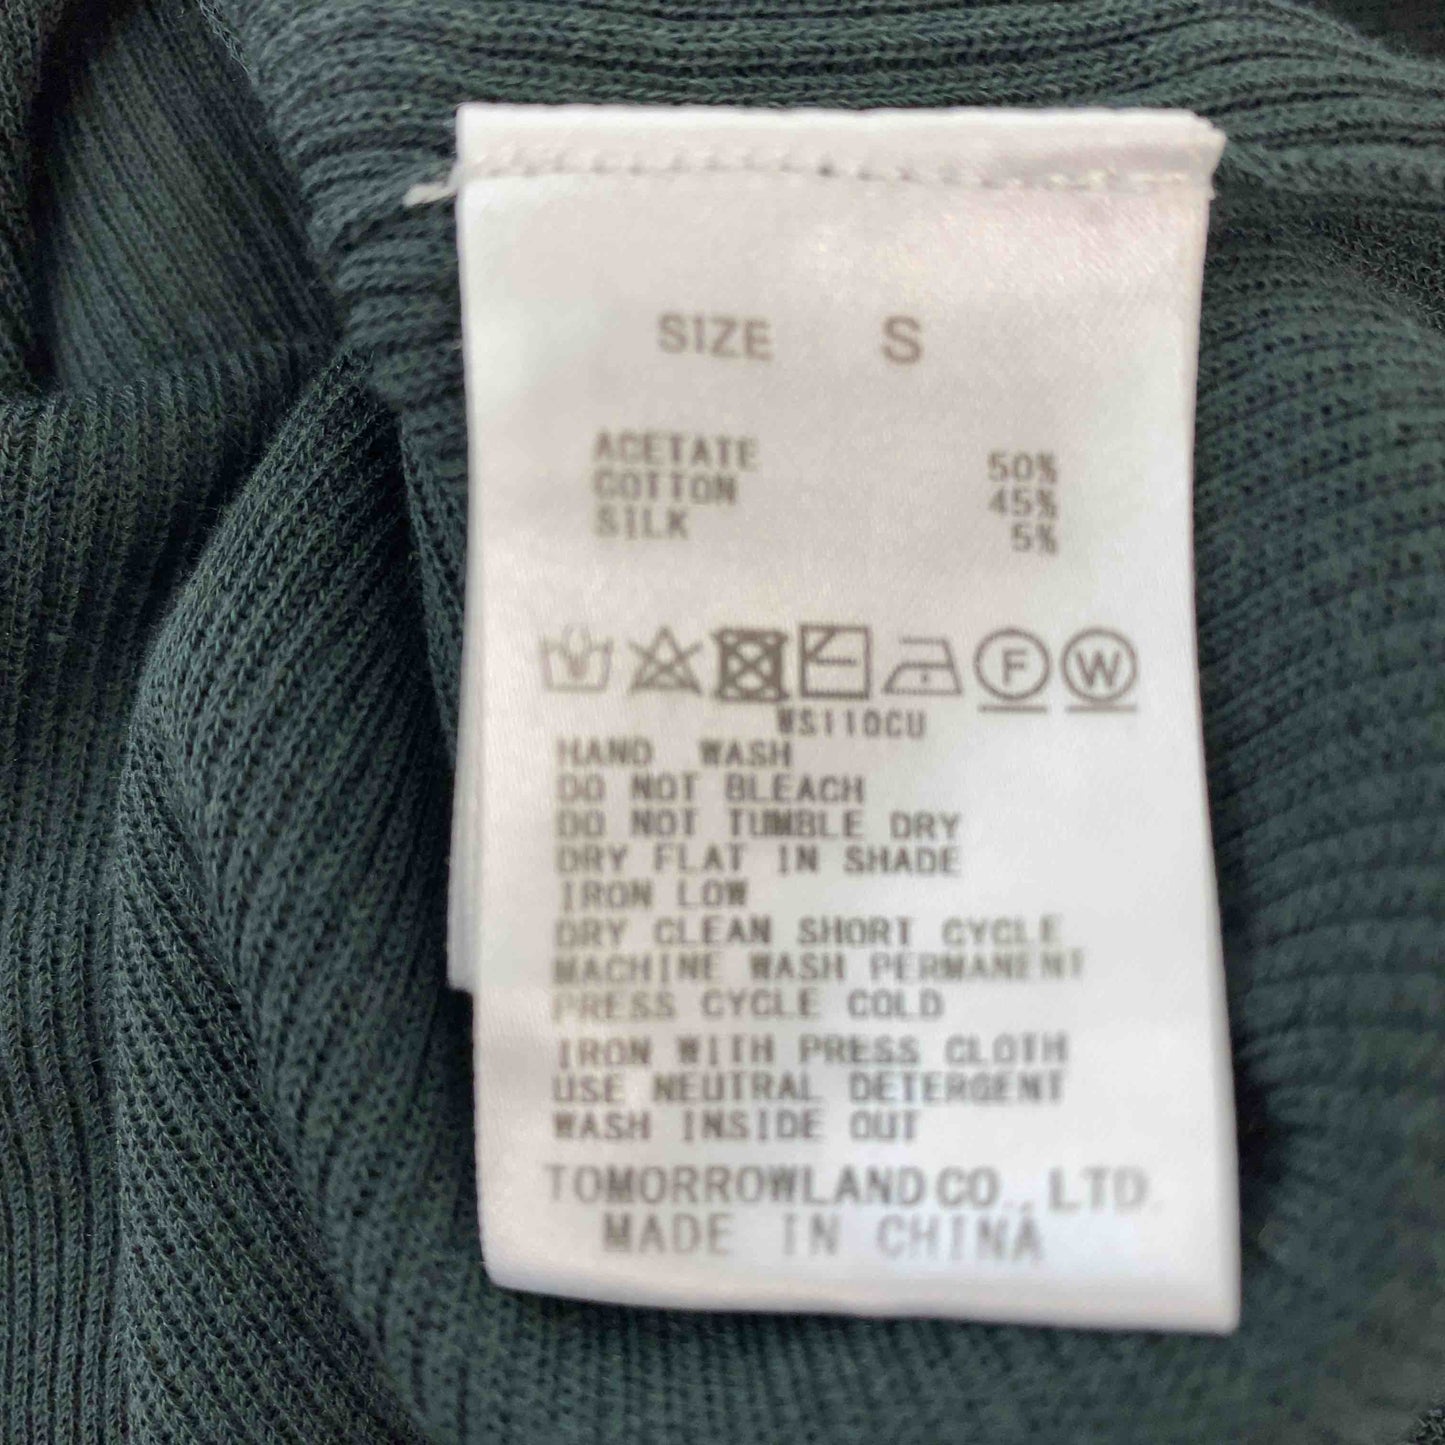 SIZE S
ACETATE 50%
COTTON 45%
SILK 5%
F W
WS110CU
HAND WASH
DO NOT BLEACH
DO NOT TUMBLE DRY
DRY FLAT IN SHADE
IRON LOW
DRY CLEAN SHORT CYCLE
MACHINE WASH PERMANENT
PRESS CYCLE COLD
IRON WITH PRESS CLOTH
USE NEUTRAL DETERGENT
WASH INSIDE OUT
TOMORROWLAND CO., LTD.
MADE IN CHINA